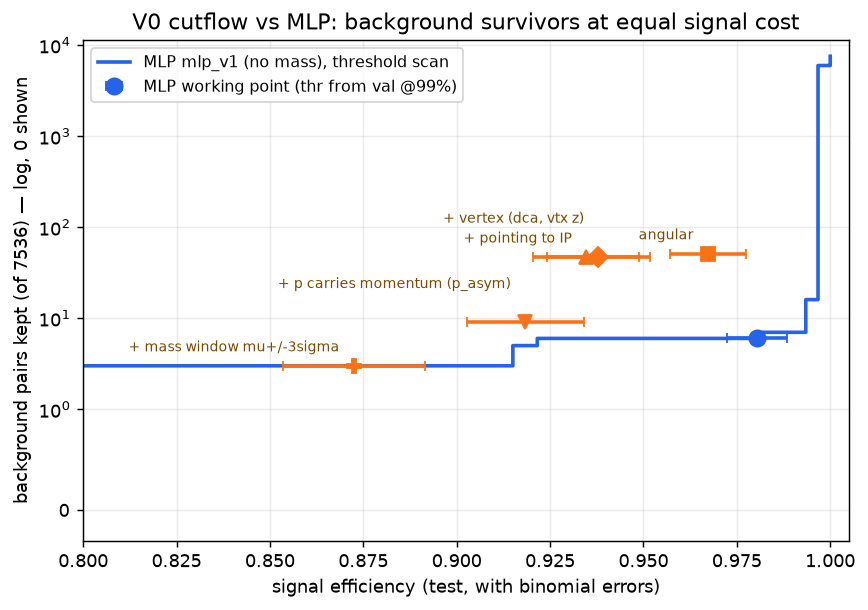 V0 cutflow vs MLP: background survivors at equal signal cost
MLP mlp_v1 (no mass), threshold scan
MLP working point (thr from val @99%)
+ vertex (dca, vtx z)
+ pointing to IP
angular
+ p carries momentum (p_asym)
+ mass window mu+/-3sigma
background pairs kept (of 7536) — log, 0 shown
10^4
10^3
10^2
10^1
10^0
0
0.800 0.825 0.850 0.875 0.900 0.925 0.950 0.975 1.000
signal efficiency (test, with binomial errors)